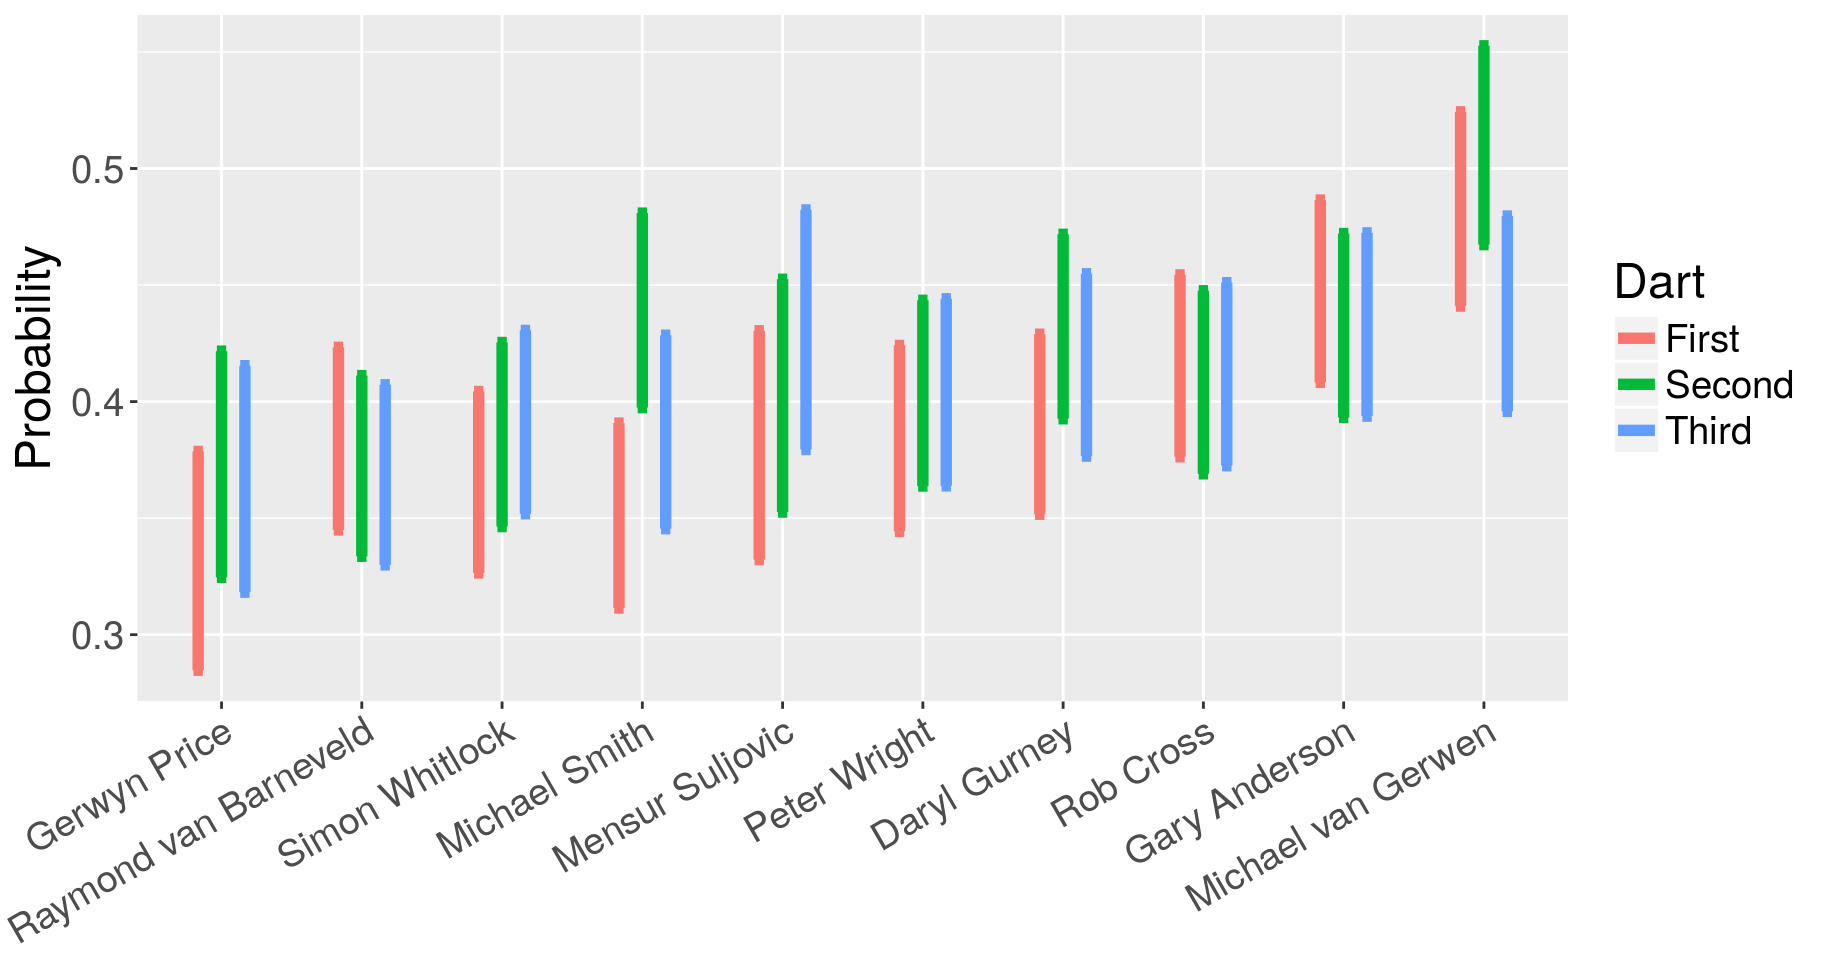 Probability
0.5
0.4
0.3
Gerwyn Price
Raymond van Barneveld
Simon Whitlock
Michael Smith
Mensur Suljovic
Peter Wright
Daryl Gurney
Rob Cross
Gary Anderson
Michael van Gerwen
Dart
First
Second
Third